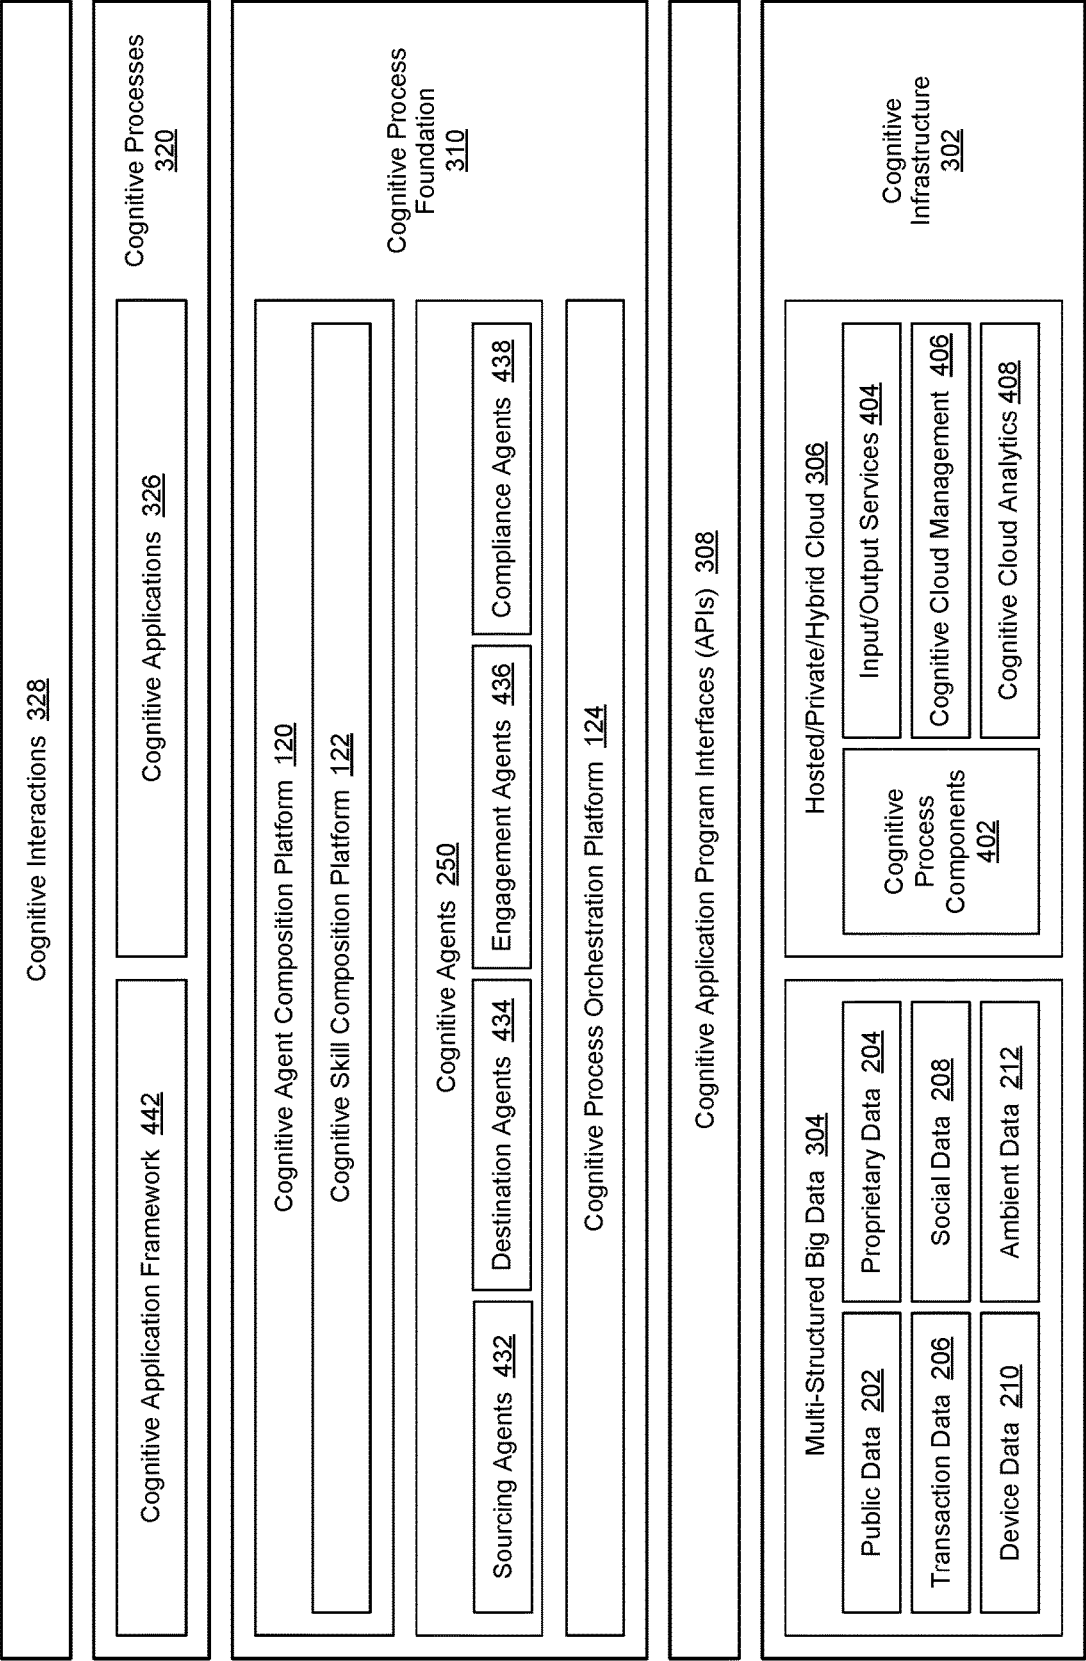 Cognitive Interactions 328
Cognitive Application Framework 442
Cognitive Applications 326
Cognitive Processes
320
Cognitive Agent Composition Platform 120
Cognitive Skill Composition Platform 122
Cognitive Agents 250
Sourcing Agents 432
Destination Agents 434
Engagement Agents 436
Compliance Agents 438
Cognitive Process Orchestration Platform 124
Cognitive Process
Foundation
310
Cognitive Application Program Interfaces (APIs) 308
Multi-Structured Big Data 304
Public Data 202
Proprietary Data 204
Transaction Data 206
Social Data 208
Device Data 210
Ambient Data 212
Hosted/Private/Hybrid Cloud 306
Cognitive
Process
Components
402
Input/Output Services 404
Cognitive Cloud Management 406
Cognitive Cloud Analytics 408
Cognitive
Infrastructure
302